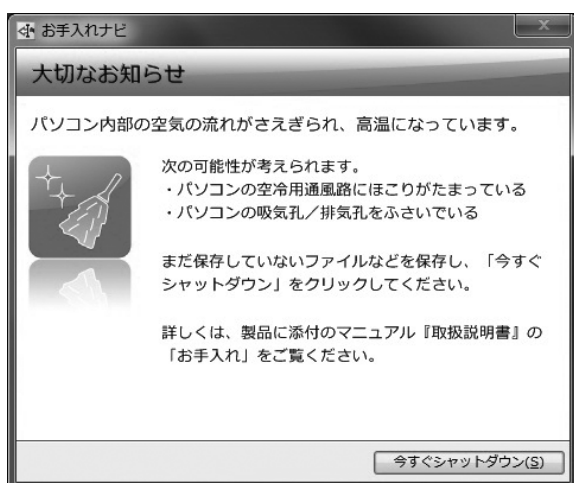 お手入れナビ
大切なお知らせ
パソコン内部の空気の流れがさえぎられ、高温になっています。
次の可能性が考えられます。
・パソコンの空冷用通風路にほこりがたまっている
・パソコンの吸気孔／排気孔をふさいでいる
まだ保存していないファイルなどを保存し、「今すぐ
シャットダウン」をクリックしてください。
詳しくは、製品に添付のマニュアル『取扱説明書』の
「お手入れ」をご覧ください。
今すぐシャットダウン(S)